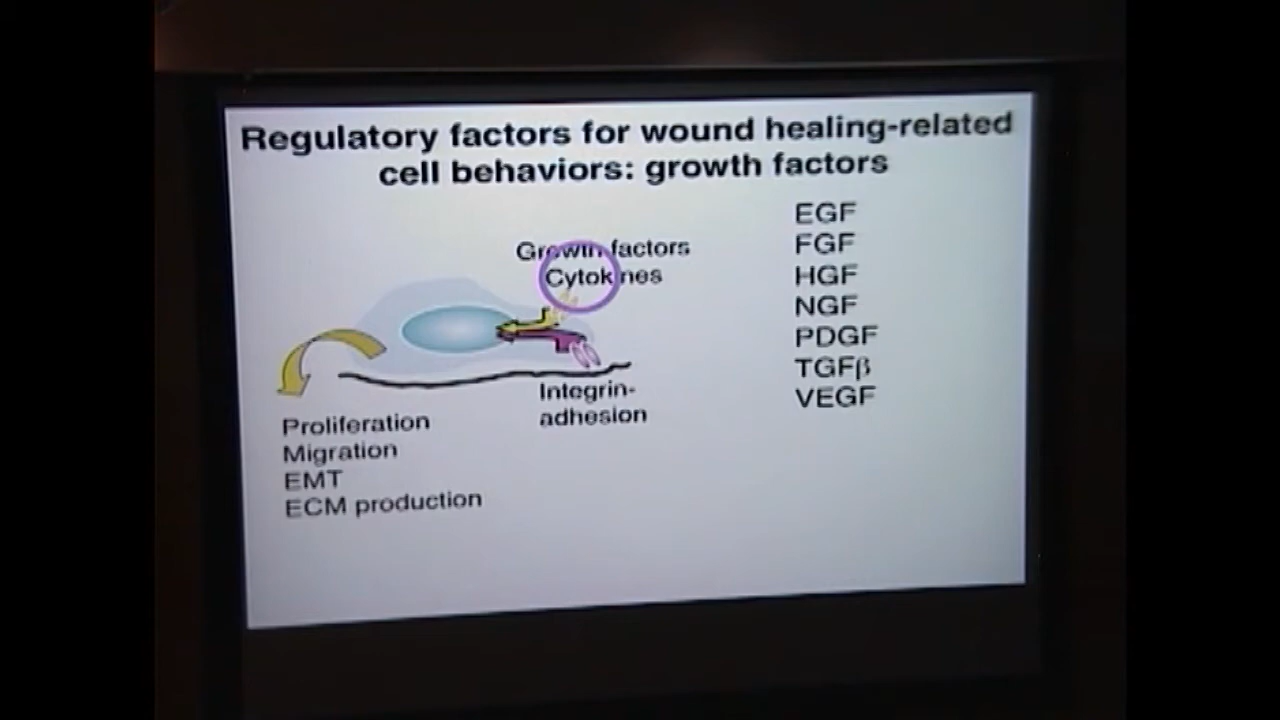 Regulatory factors for wound healing-related
cell behaviors: growth factors
Growth factors
Cytokines
Integrin-
adhesion
Proliferation
Migration
EMT
ECM production
EGF
FGF
HGF
NGF
PDGF
TGFβ
VEGF